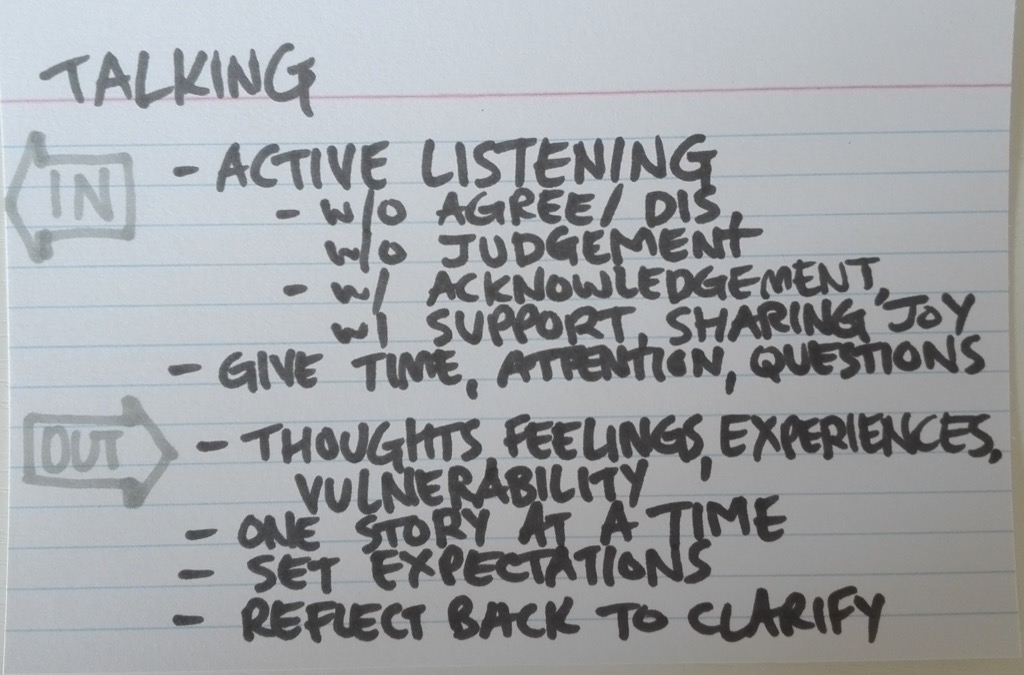 TALKING
IN
- ACTIVE LISTENING
- W/O AGREE/DIS,
W/O JUDGEMENT
- W/ ACKNOWLEDGEMENT,
W/ SUPPORT, SHARING JOY
- GIVE TIME, ATTENTION, QUESTIONS
OUT
- THOUGHTS FEELINGS, EXPERIENCES,
VULNERABILITY
- ONE STORY AT A TIME
- SET EXPECTATIONS
- REFLECT BACK TO CLARIFY